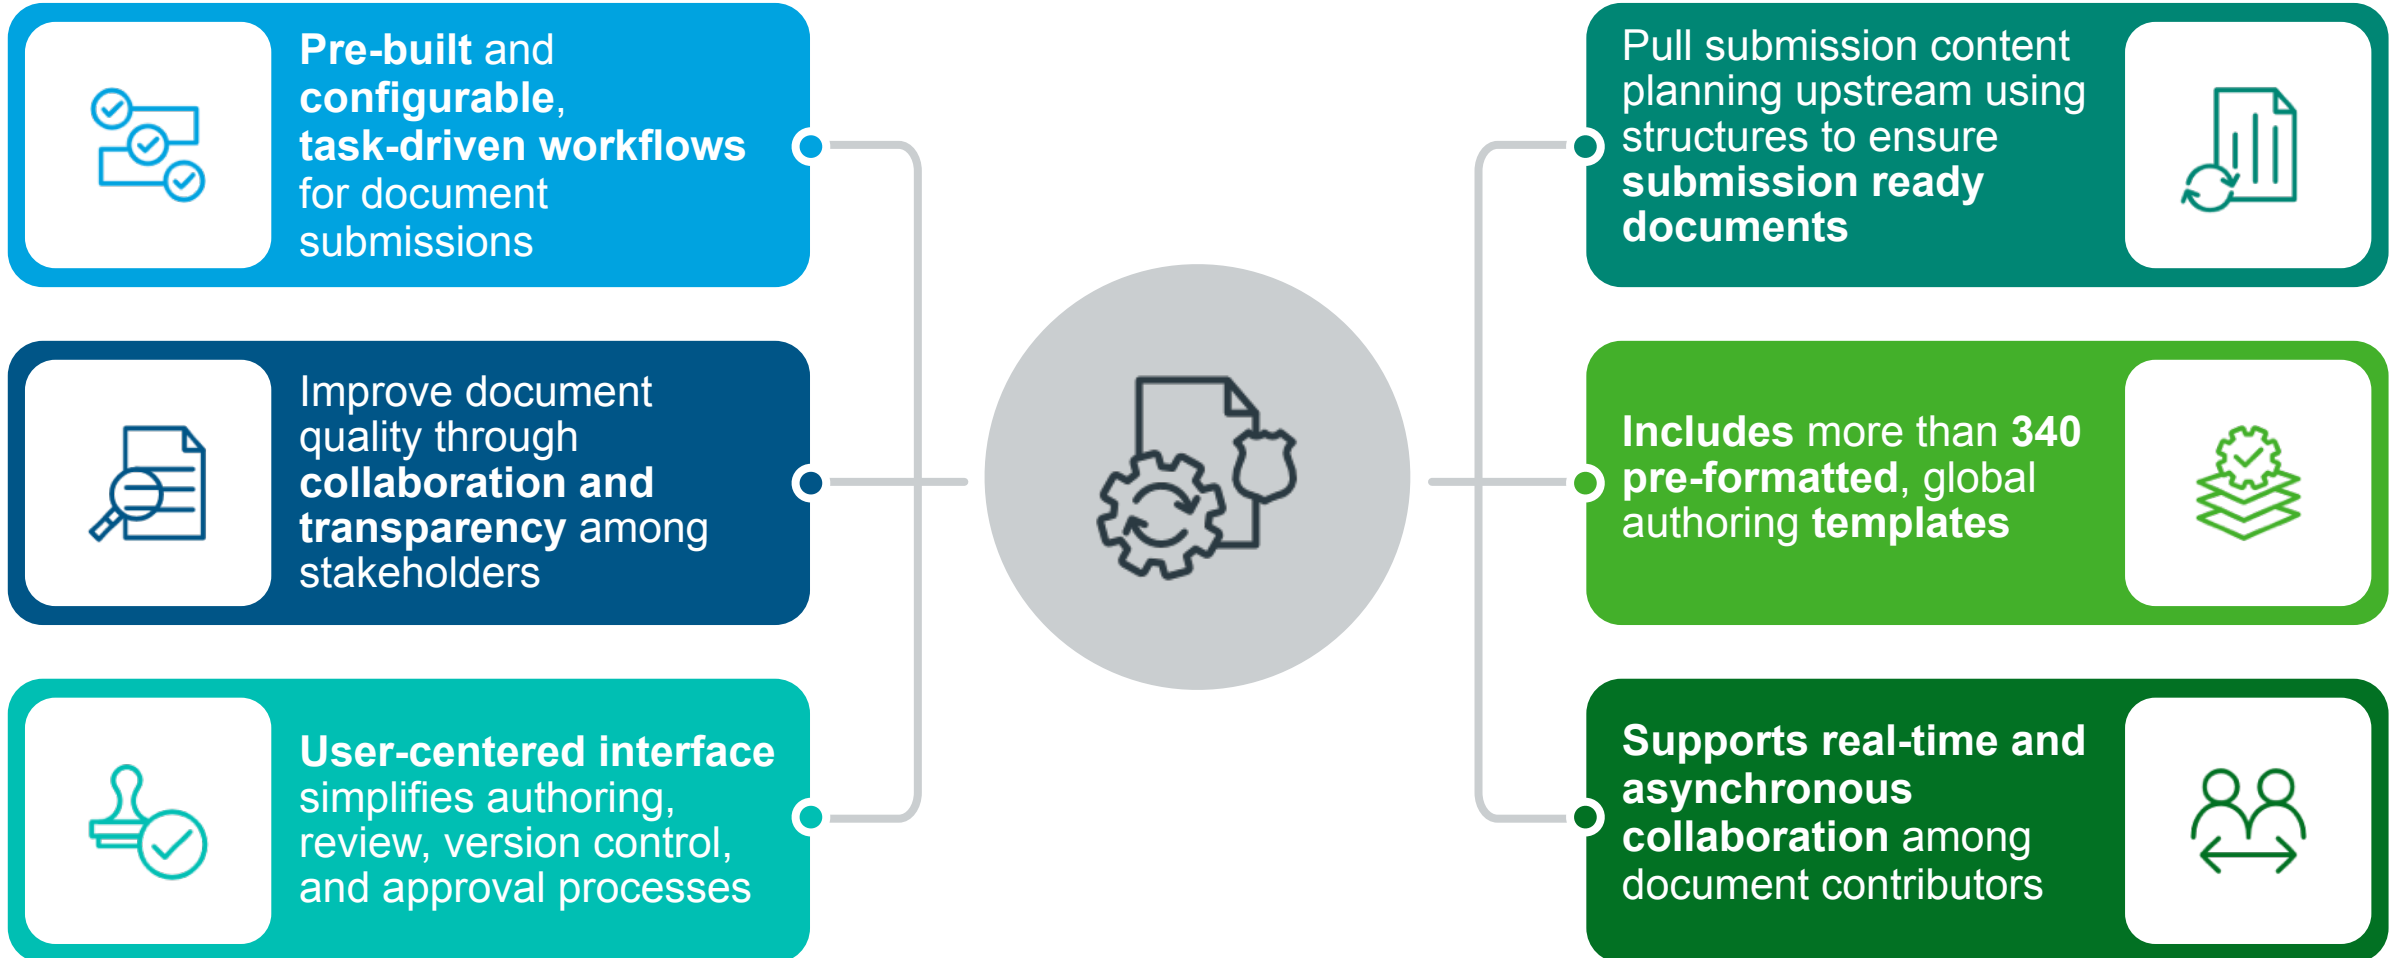 Pre-built and
configurable,
task-driven workflows
for document
submissions
Improve document
quality through
collaboration and
transparency among
stakeholders
User-centered interface
simplifies authoring,
review, version control,
and approval processes
Pull submission content
planning upstream using
structures to ensure
submission ready
documents
Includes more than 340
pre-formatted, global
authoring templates
Supports real-time and
asynchronous
collaboration among
document contributors